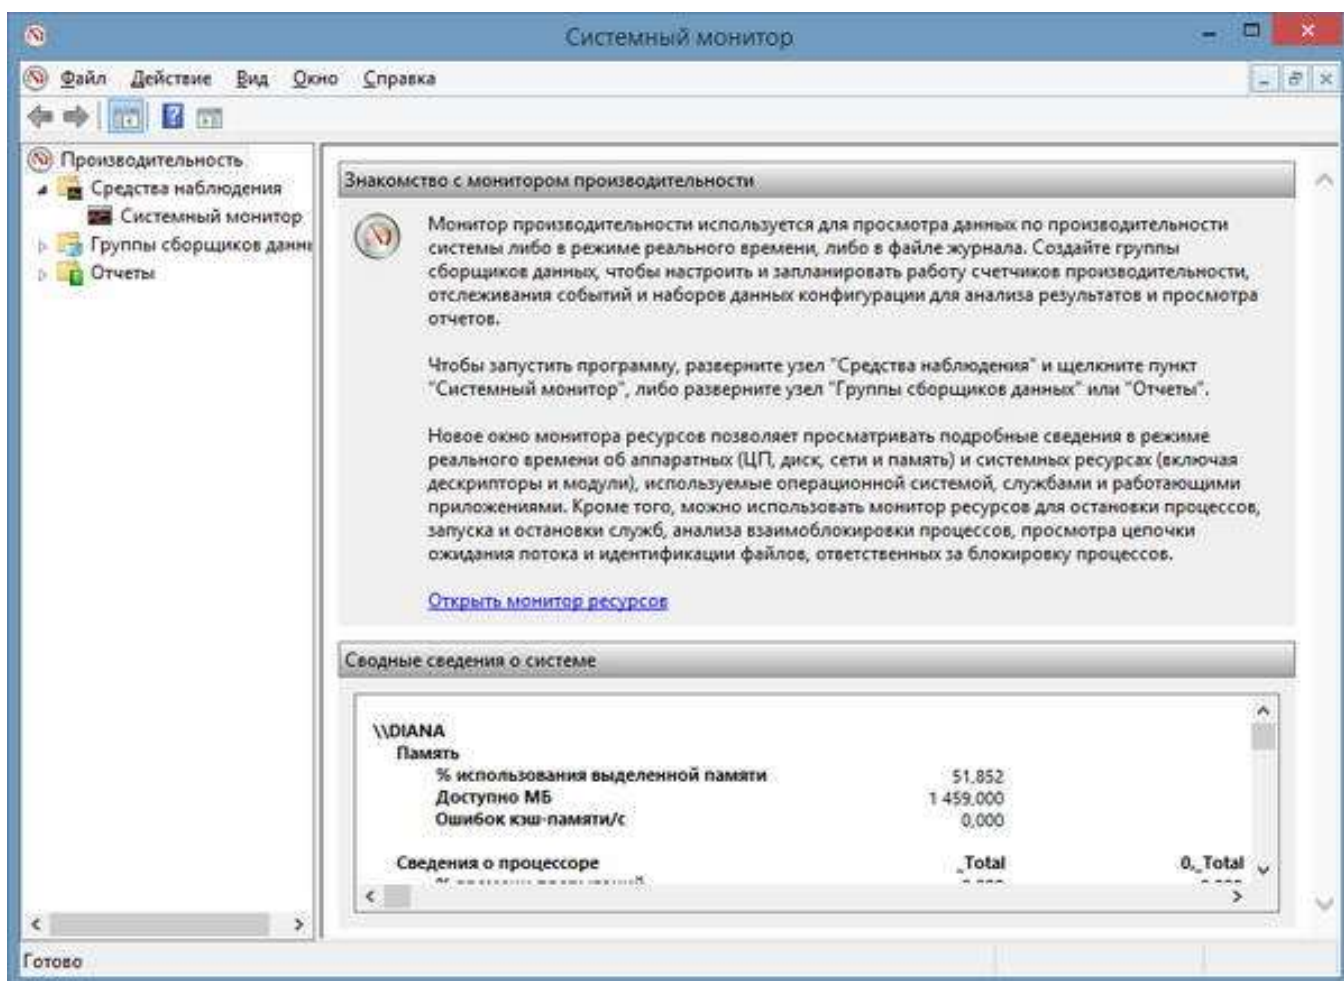 Системный монитор
Файл Действие Вид Окно Справка
Производительность
Средства наблюдения
Системный монитор
Группы сборщиков данн
Отчеты
Знакомство с монитором производительности
Монитор производительности используется для просмотра данных по производительности
системы либо в режиме реального времени, либо в файле журнала. Создайте группы
сборщиков данных, чтобы настроить и запланировать работу счетчиков производительности,
отслеживания событий и наборов данных конфигурации для анализа результатов и просмотра
отчетов.
Чтобы запустить программу, разверните узел "Средства наблюдения" и щелкните пункт
"Системный монитор", либо разверните узел "Группы сборщиков данных" или "Отчеты".
Новое окно монитора ресурсов позволяет просматривать подробные сведения в режиме
реального времени об аппаратных (ЦП, диск, сети и память) и системных ресурсах (включая
дескрипторы и модули), используемые операционной системой, службами и работающими
приложениями. Кроме того, можно использовать монитор ресурсов для остановки процессов,
запуска и остановки служб, анализа взаимоблокировки процессов, просмотра цепочки
ожидания потока и идентификации файлов, ответственных за блокировку процессов.
Открыть монитор ресурсов
Сводные сведения о системе
\\DIANA
Память
% использования выделенной памяти 51,852
Доступно МБ 1 459,000
Ошибок кэш-памяти/с 0,000
Сведения о процессоре _Total 0,_Total
Готово